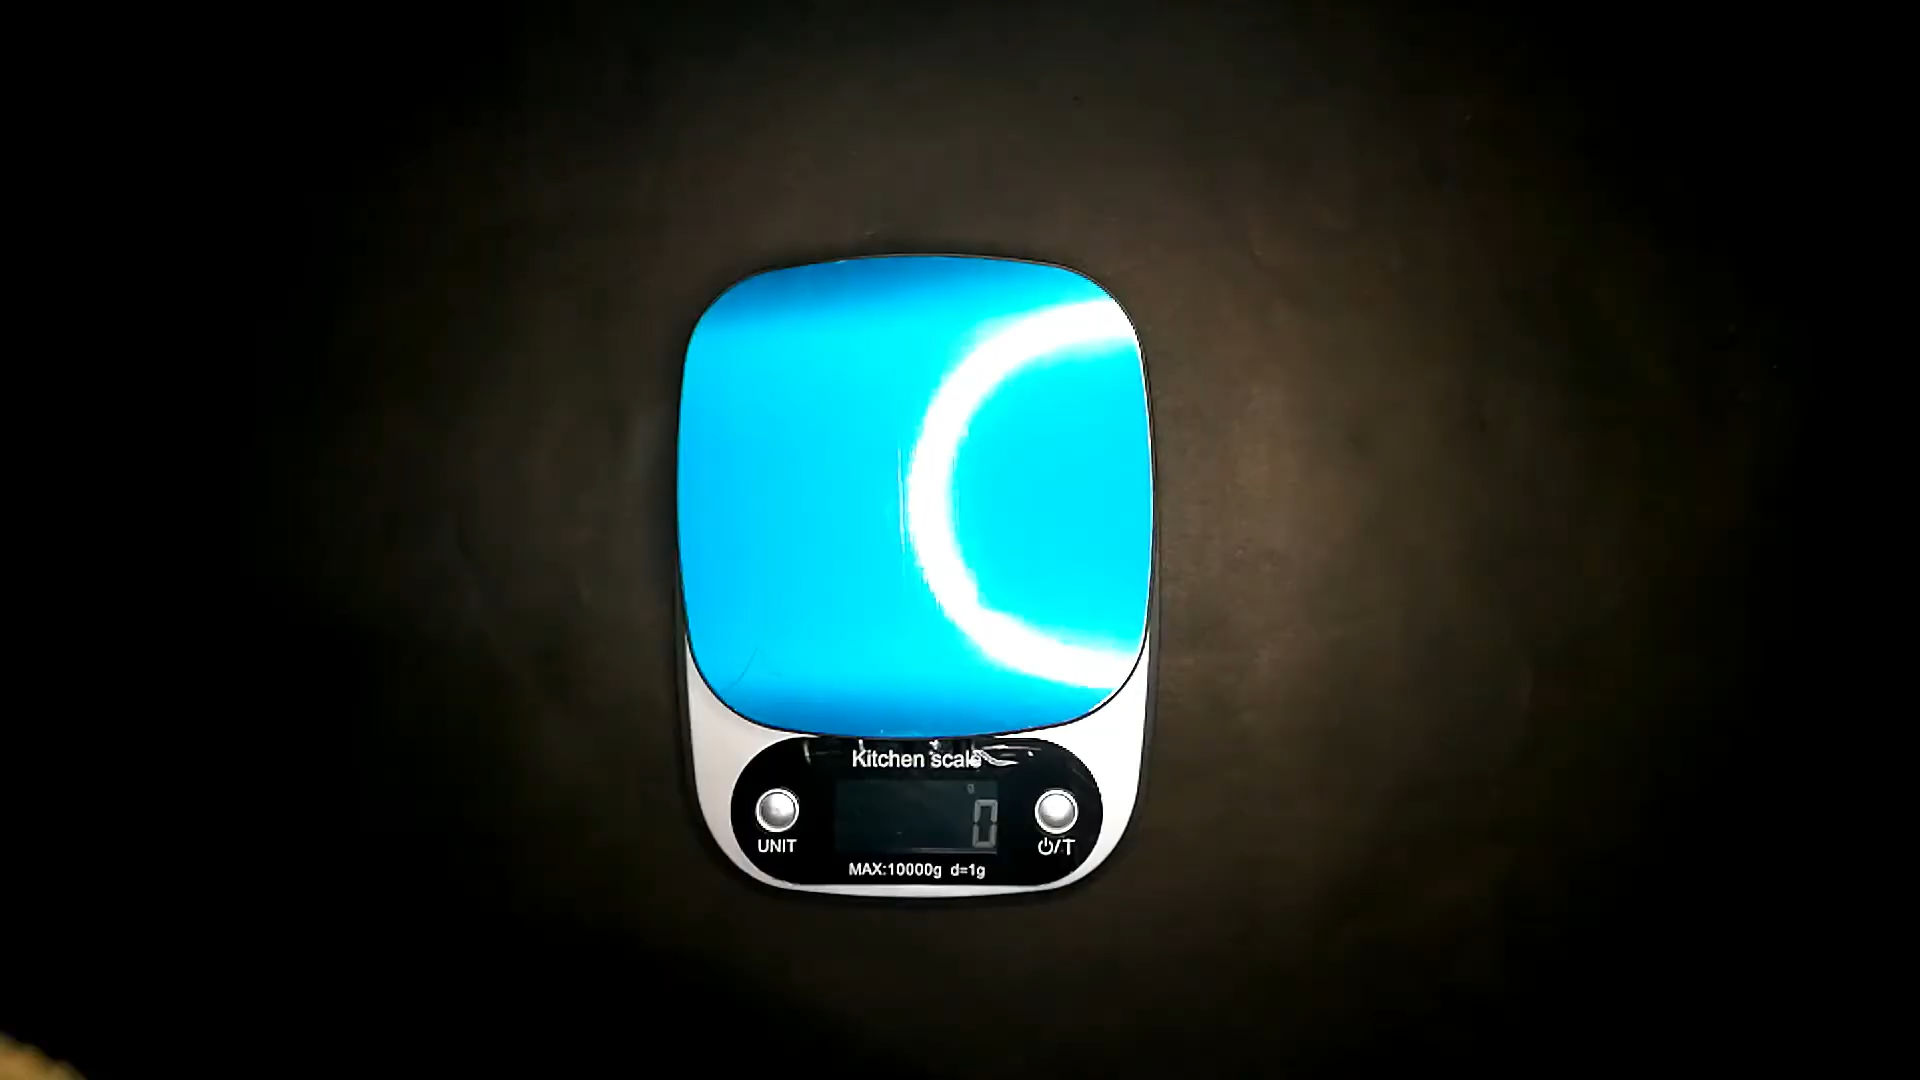 Kitchen scale
g
0
UNIT
⏻/T
MAX:10000g d=1g